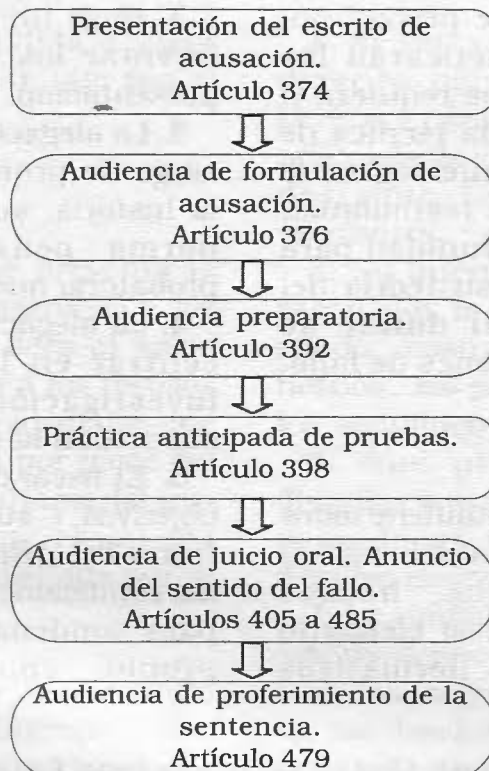 Presentación del escrito de
acusación.
Artículo 374
Audiencia de formulación de
acusación.
Artículo 376
Audiencia preparatoria.
Artículo 392
Práctica anticipada de pruebas.
Artículo 398
Audiencia de juicio oral. Anuncio
del sentido del fallo.
Artículos 405 a 485
Audiencia de proferimiento de la
sentencia.
Artículo 479